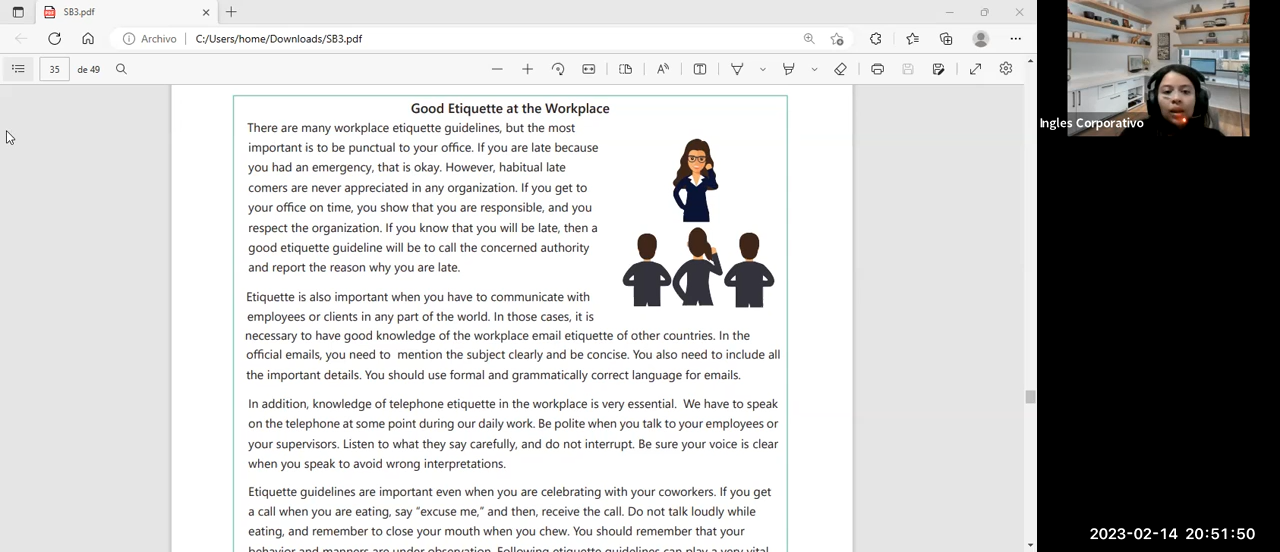 SB3.pdf
Archivo
C:/Users/home/Downloads/SB3.pdf
35
de 49
Good Etiquette at the Workplace
There are many workplace etiquette guidelines, but the most
important is to be punctual to your office. If you are late because
you had an emergency, that is okay. However, habitual late
comers are never appreciated in any organization. If you get to
your office on time, you show that you are responsible, and you
respect the organization. If you know that you will be late, then a
good etiquette guideline will be to call the concerned authority
and report the reason why you are late.
Etiquette is also important when you have to communicate with
employees or clients in any part of the world. In those cases, it is
necessary to have good knowledge of the workplace email etiquette of other countries. In the
official emails, you need to mention the subject clearly and be concise. You also need to include all
the important details. You should use formal and grammatically correct language for emails.
In addition, knowledge of telephone etiquette in the workplace is very essential. We have to speak
on the telephone at some point during our daily work. Be polite when you talk to your employees or
your supervisors. Listen to what they say carefully, and do not interrupt. Be sure your voice is clear
when you speak to avoid wrong interpretations.
Etiquette guidelines are important even when you are celebrating with your coworkers. If you get
a call when you are eating, say “excuse me,” and then, receive the call. Do not talk loudly while
eating, and remember to close your mouth when you chew. You should remember that your
behavior and manners are under observation. Following etiquette guidelines can play a very vital
Ingles Corporativo
2023-02-14 20:51:50